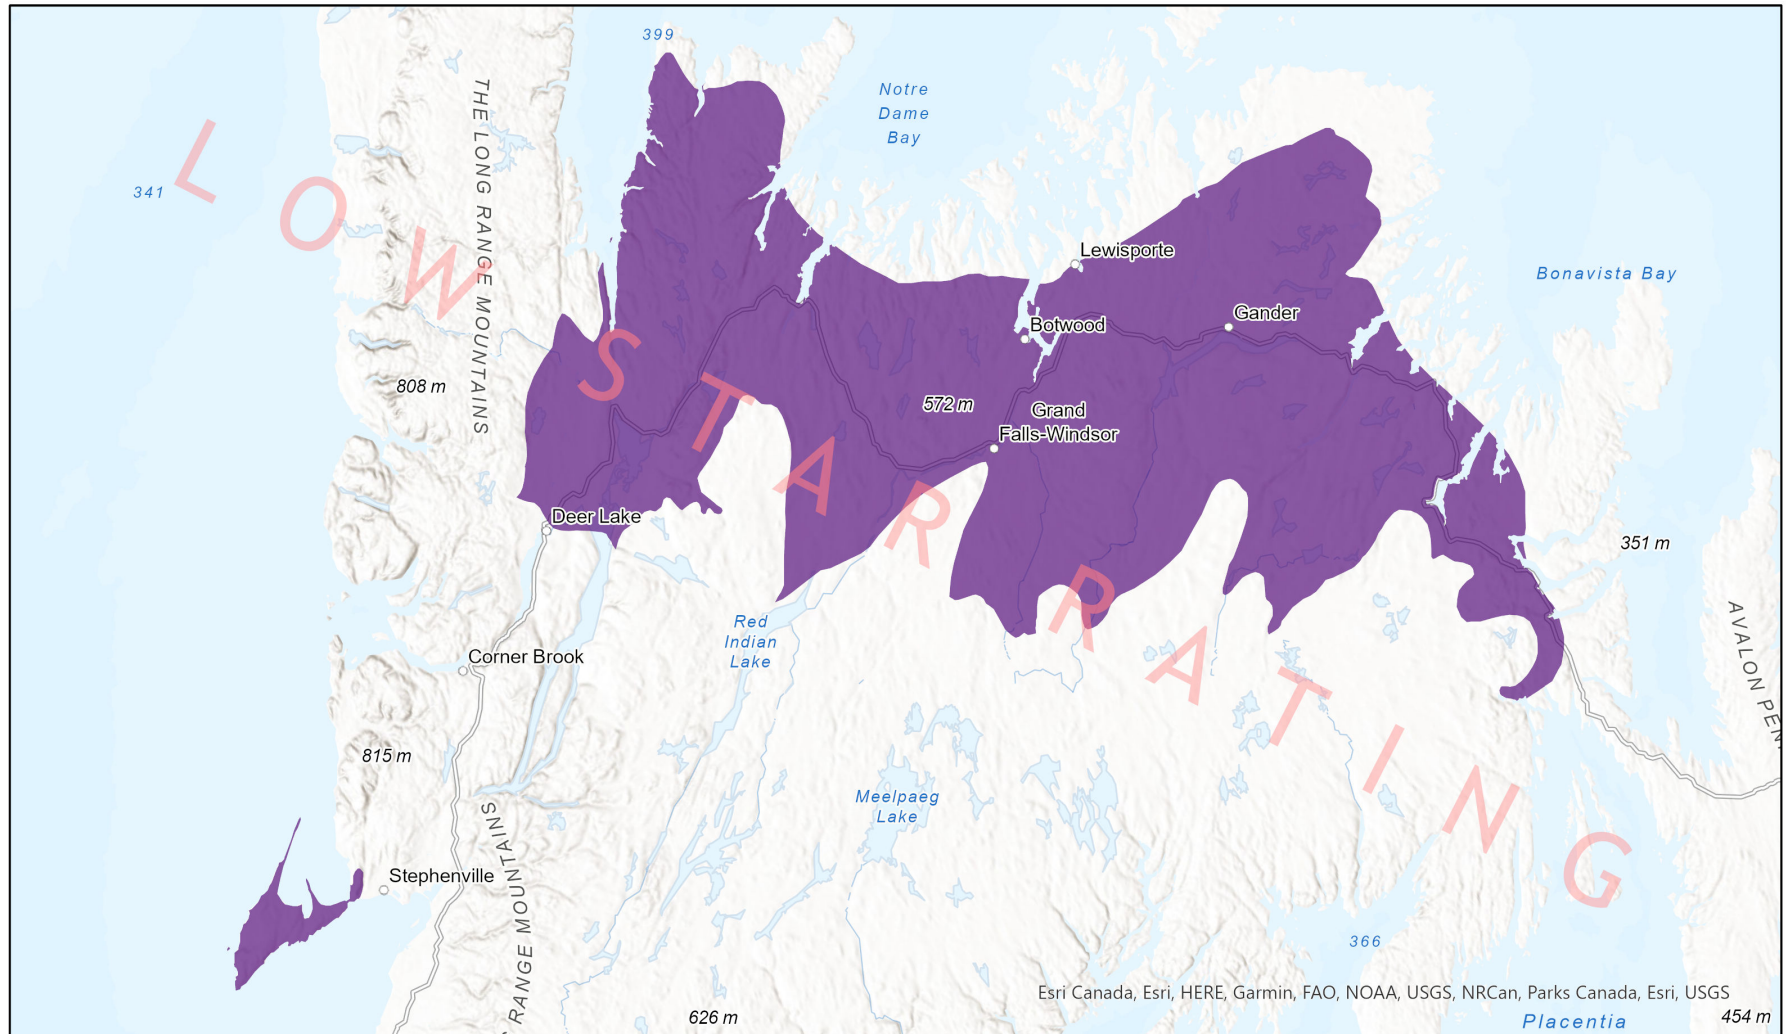 399
Notre
Dame
Bay
341
THE LONG RANGE MOUNTAINS
LOW STAR RATING
Lewisporte
Bonavista Bay
Gander
Botwood
808 m
572 m
Grand
Falls-Windsor
Deer Lake
351 m
Red
Indian
Lake
AVALON PEN
Corner Brook
815 m
Meelpaeg
Lake
RANGE MOUNTAINS
Stephenville
366
Esri Canada, Esri, HERE, Garmin, FAO, NOAA, USGS, NRCan, Parks Canada, Esri, USGS
626 m
Placentia
454 m